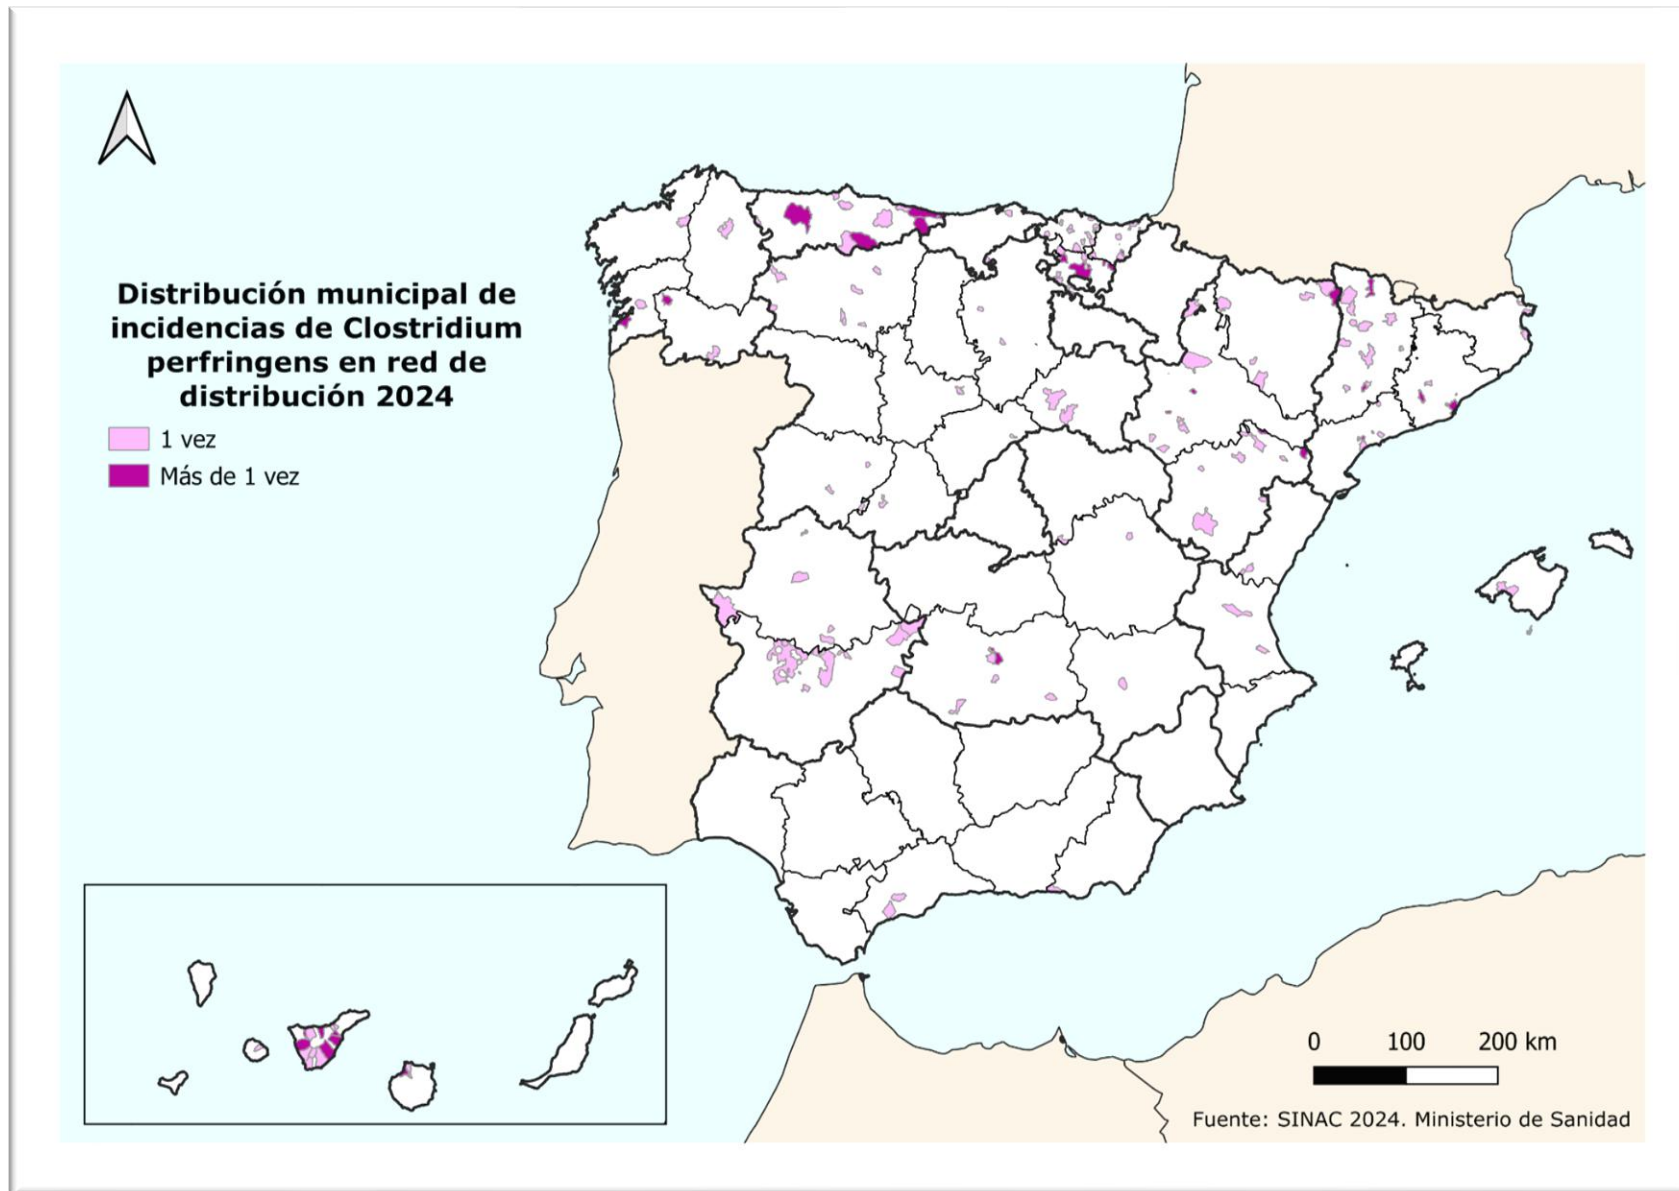 Distribución municipal de
incidencias de Clostridium
perfringens en red de
distribución 2024
1 vez
Más de 1 vez
0 100 200 km
Fuente: SINAC 2024. Ministerio de Sanidad